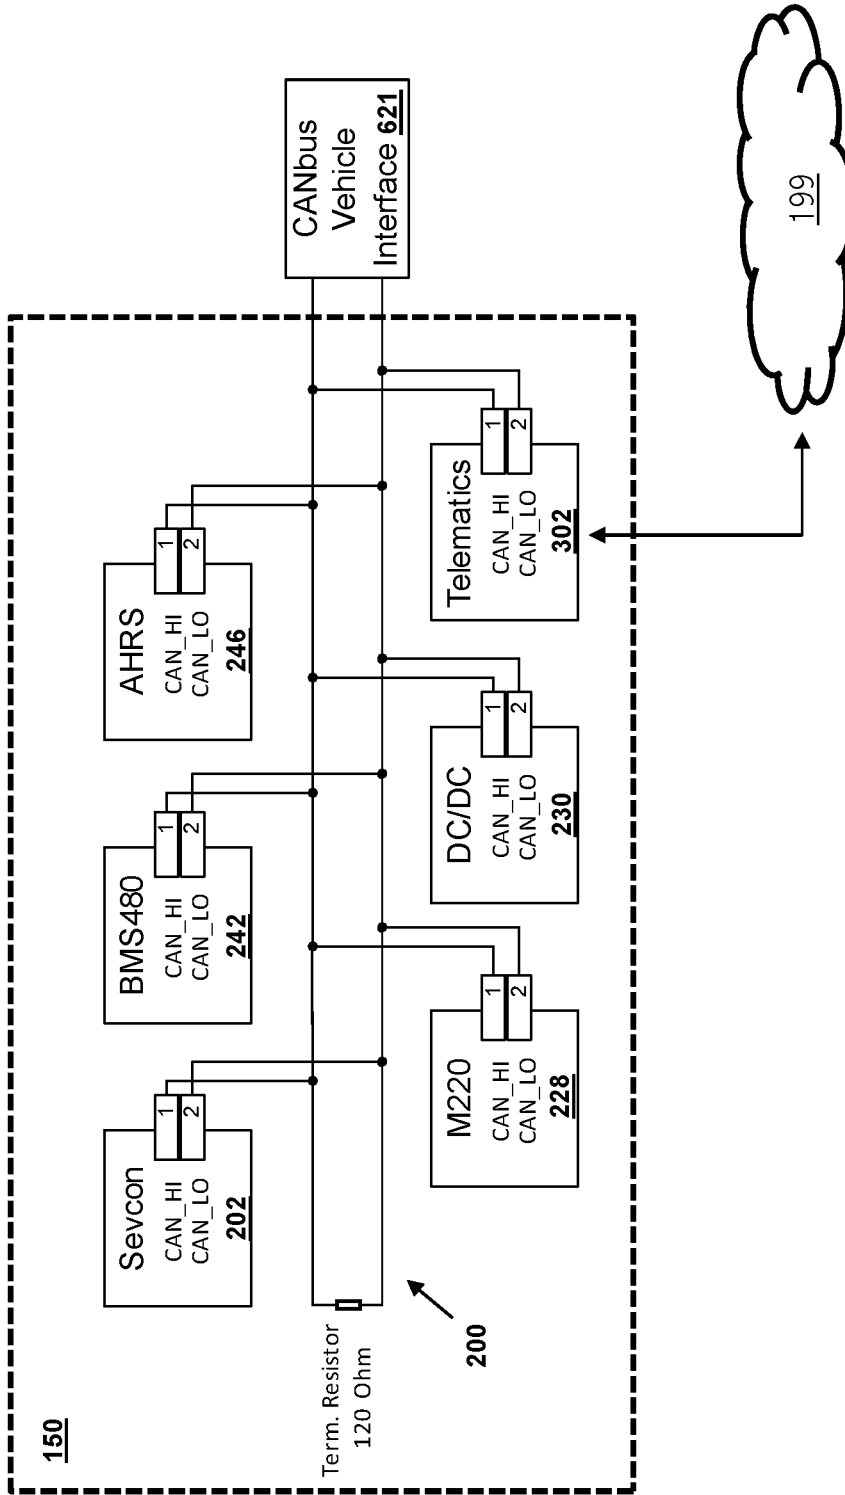 150
Sevcon
CAN_HI
CAN_LO
202
1
2
BMS480
CAN_HI
CAN_LO
242
1
2
AHRS
CAN_HI
CAN_LO
246
1
2
Term. Resistor
120 Ohm
CANbus
Vehicle
Interface 621
200
M220
CAN_HI
CAN_LO
228
1
2
DC/DC
CAN_HI
CAN_LO
230
1
2
Telematics
CAN_HI
CAN_LO
302
1
2
199